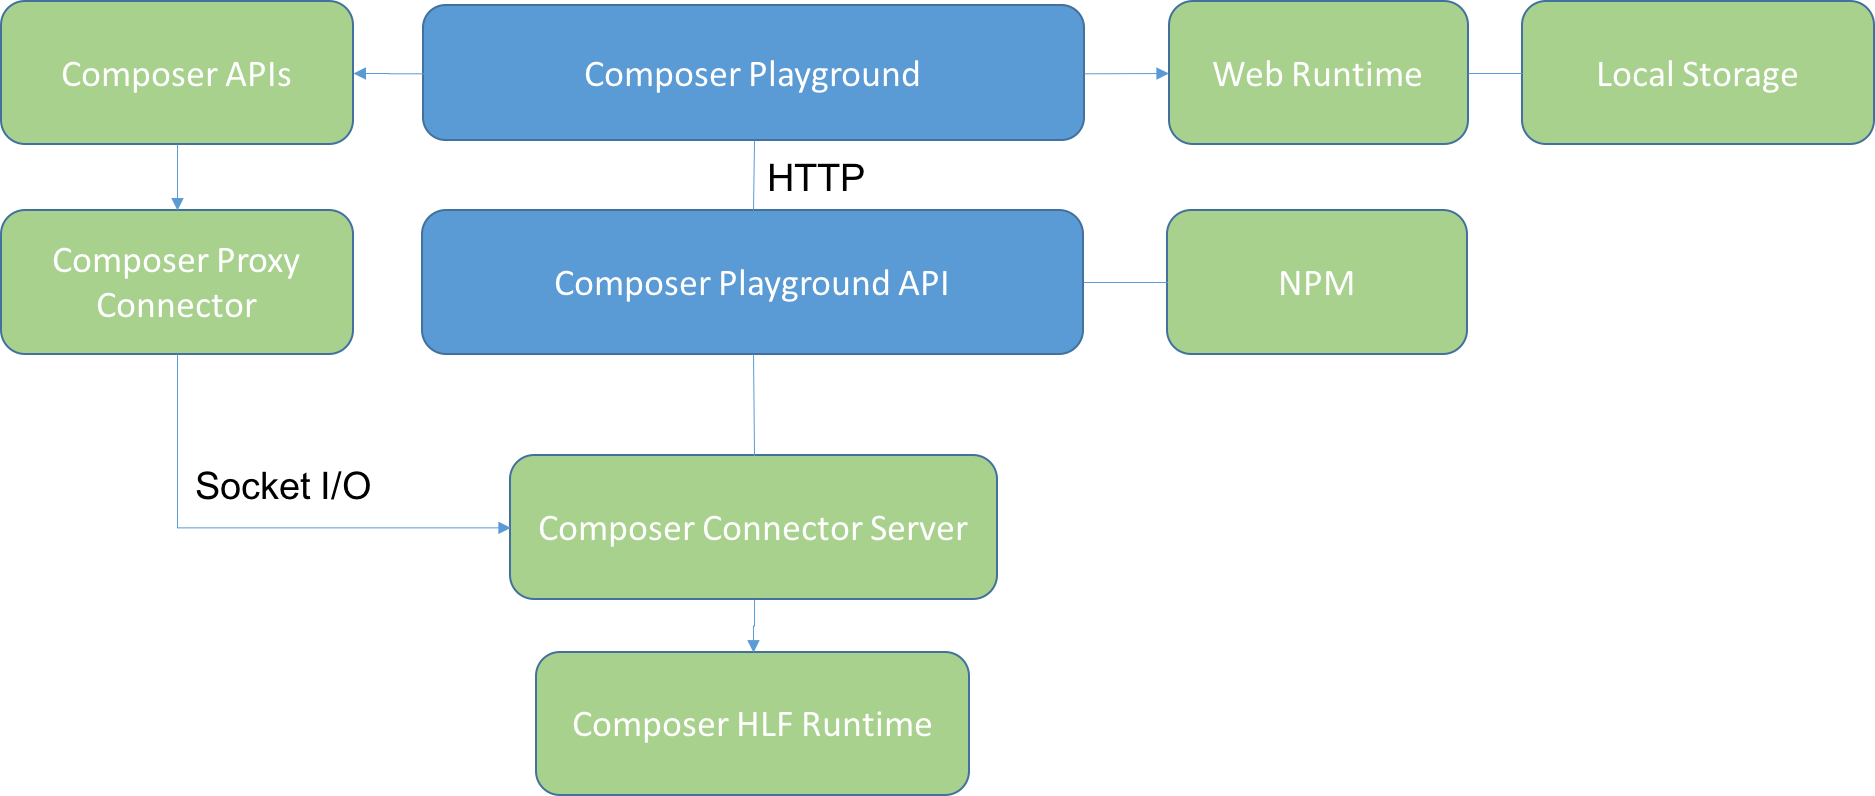 Composer APIs
Composer Playground
Web Runtime
Local Storage
HTTP
Composer Proxy
Connector
Composer Playground API
NPM
Socket I/O
Composer Connector Server
Composer HLF Runtime